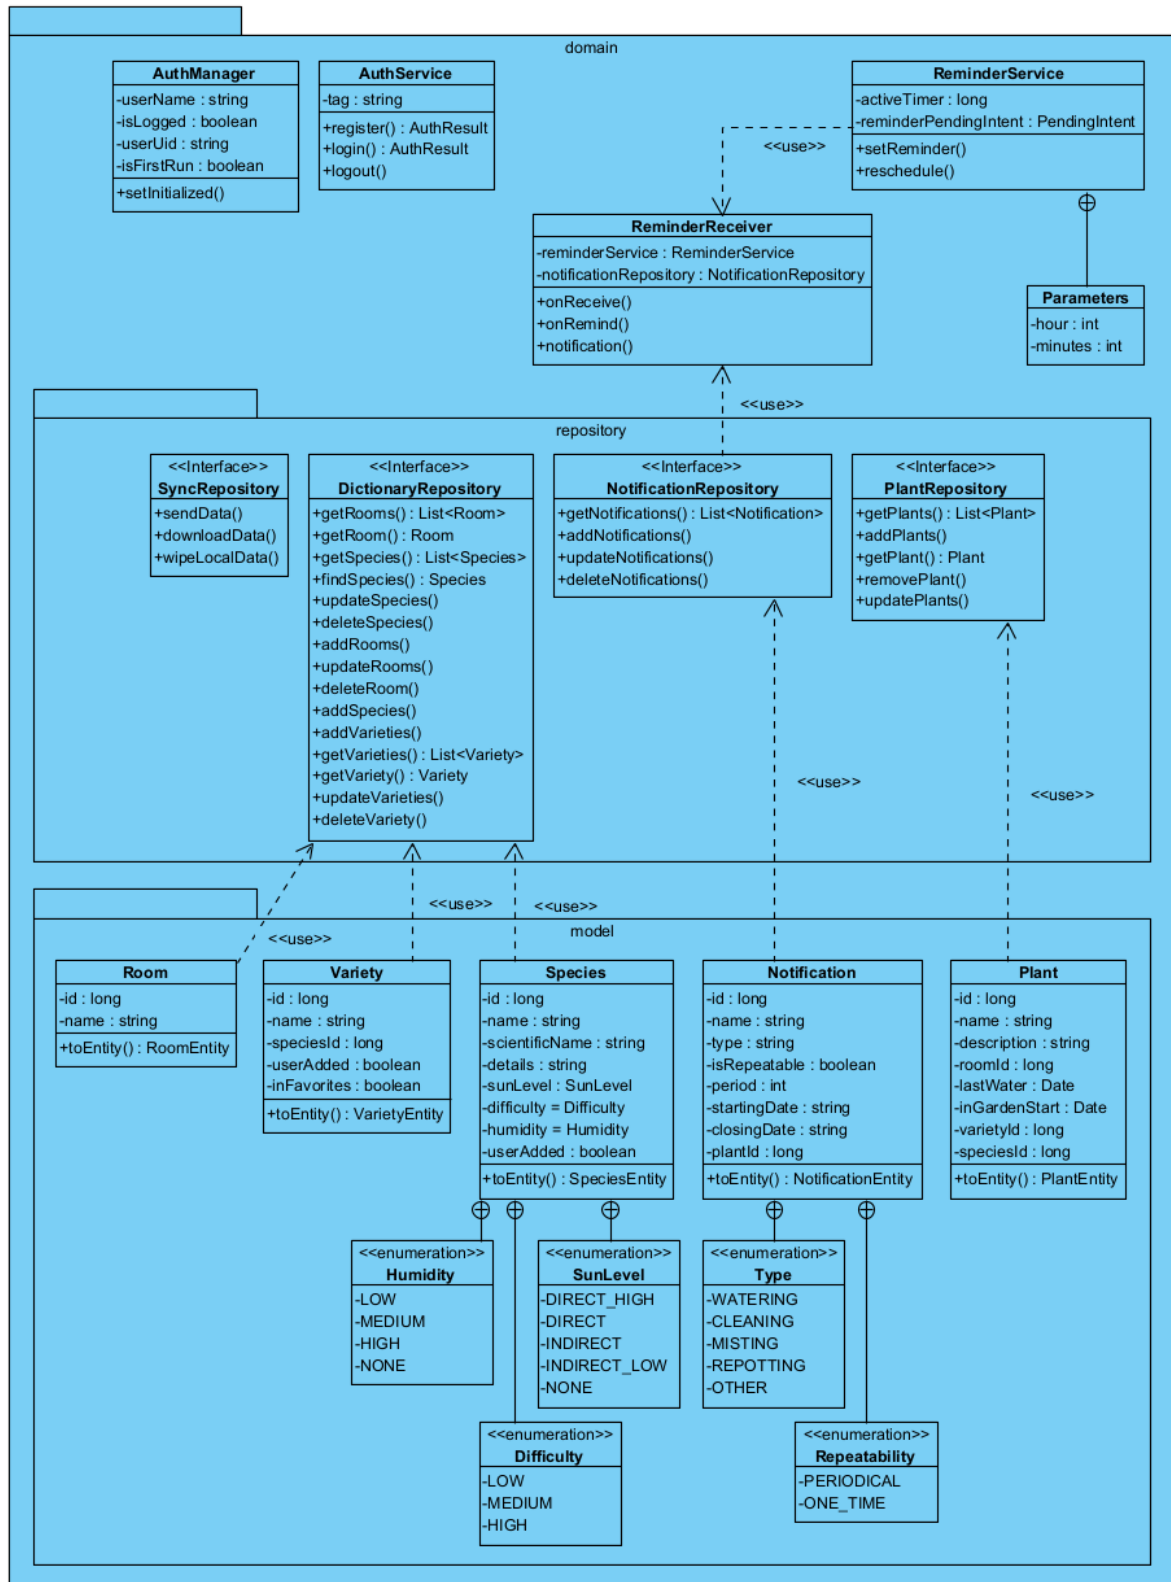 domain
AuthManager
-userName : string
-isLogged : boolean
-userUid : string
-isFirstRun : boolean
+setInitialized()
AuthService
-tag : string
+register() : AuthResult
+login() : AuthResult
+logout()
ReminderService
-activeTimer : long
-reminderPendingIntent : PendingIntent
+setReminder()
+reschedule()
<<use>>
ReminderReceiver
-reminderService : ReminderService
-notificationRepository : NotificationRepository
+onReceive()
+onRemind()
+notification()
Parameters
-hour : int
-minutes : int
<<use>>
repository
<<Interface>>
SyncRepository
+sendData()
+downloadData()
+wipeLocalData()
<<Interface>>
DictionaryRepository
+getRooms() : List<Room>
+getRoom() : Room
+getSpecies() : List<Species>
+findSpecies() : Species
+updateSpecies()
+deleteSpecies()
+addRooms()
+updateRooms()
+deleteRoom()
+addSpecies()
+addVarieties()
+getVarieties() : List<Variety>
+getVariety() : Variety
+updateVarieties()
+deleteVariety()
<<Interface>>
NotificationRepository
+getNotifications() : List<Notification>
+addNotifications()
+updateNotifications()
+deleteNotifications()
<<Interface>>
PlantRepository
+getPlants() : List<Plant>
+addPlants()
+getPlant() : Plant
+removePlant()
+updatePlants()
<<use>>
<<use>>
<<use>>
<<use>>
<<use>>
model
Room
-id : long
-name : string
+toEntity() : RoomEntity
Variety
-id : long
-name : string
-speciesId : long
-userAdded : boolean
-inFavorites : boolean
+toEntity() : VarietyEntity
Species
-id : long
-name : string
-scientificName : string
-details : string
-sunLevel : SunLevel
-difficulty = Difficulty
-humidity = Humidity
-userAdded : boolean
+toEntity() : SpeciesEntity
Notification
-id : long
-name : string
-type : string
-isRepeatable : boolean
-period : int
-startingDate : string
-closingDate : string
-plantId : long
+toEntity() : NotificationEntity
Plant
-id : long
-name : string
-description : string
-roomId : long
-lastWater : Date
-inGardenStart : Date
-varietyId : long
-speciesId : long
+toEntity() : PlantEntity
<<enumeration>>
Humidity
-LOW
-MEDIUM
-HIGH
-NONE
<<enumeration>>
SunLevel
-DIRECT_HIGH
-DIRECT
-INDIRECT
-INDIRECT_LOW
-NONE
<<enumeration>>
Type
-WATERING
-CLEANING
-MISTING
-REPOTTING
-OTHER
<<enumeration>>
Difficulty
-LOW
-MEDIUM
-HIGH
<<enumeration>>
Repeatability
-PERIODICAL
-ONE_TIME